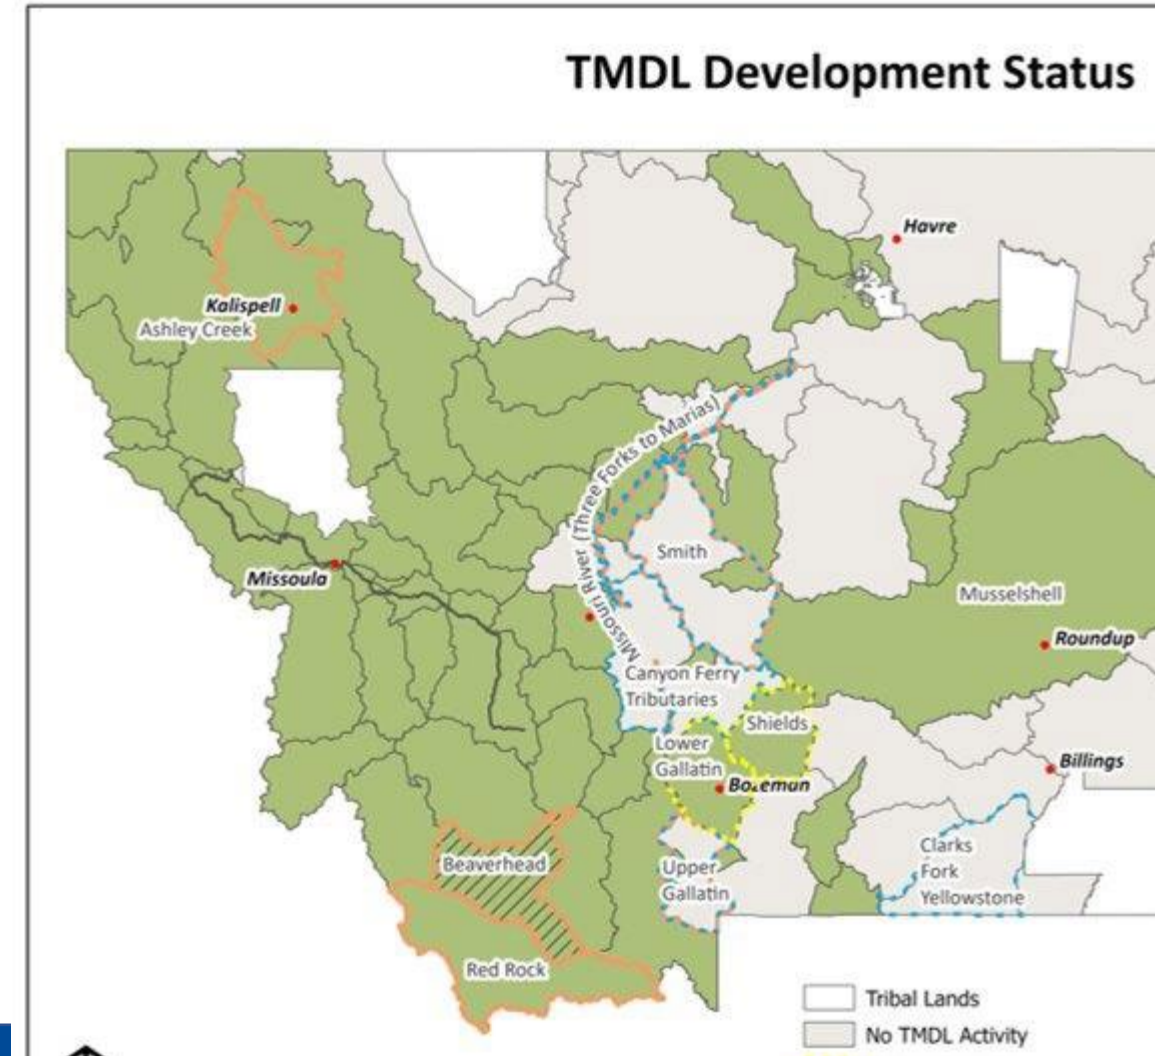 TMDL Development Status
Havre
Kalispell
Ashley Creek
Missouri River (Three Forks to Marias)
Smith
Missoula
Musselshell
Roundup
Canyon Ferry
Tributaries
Shields
Lower
Gallatin
Bozeman
Billings
Beaverhead
Upper
Gallatin
Clarks
Fork
Yellowstone
Red Rock
Tribal Lands
No TMDL Activity